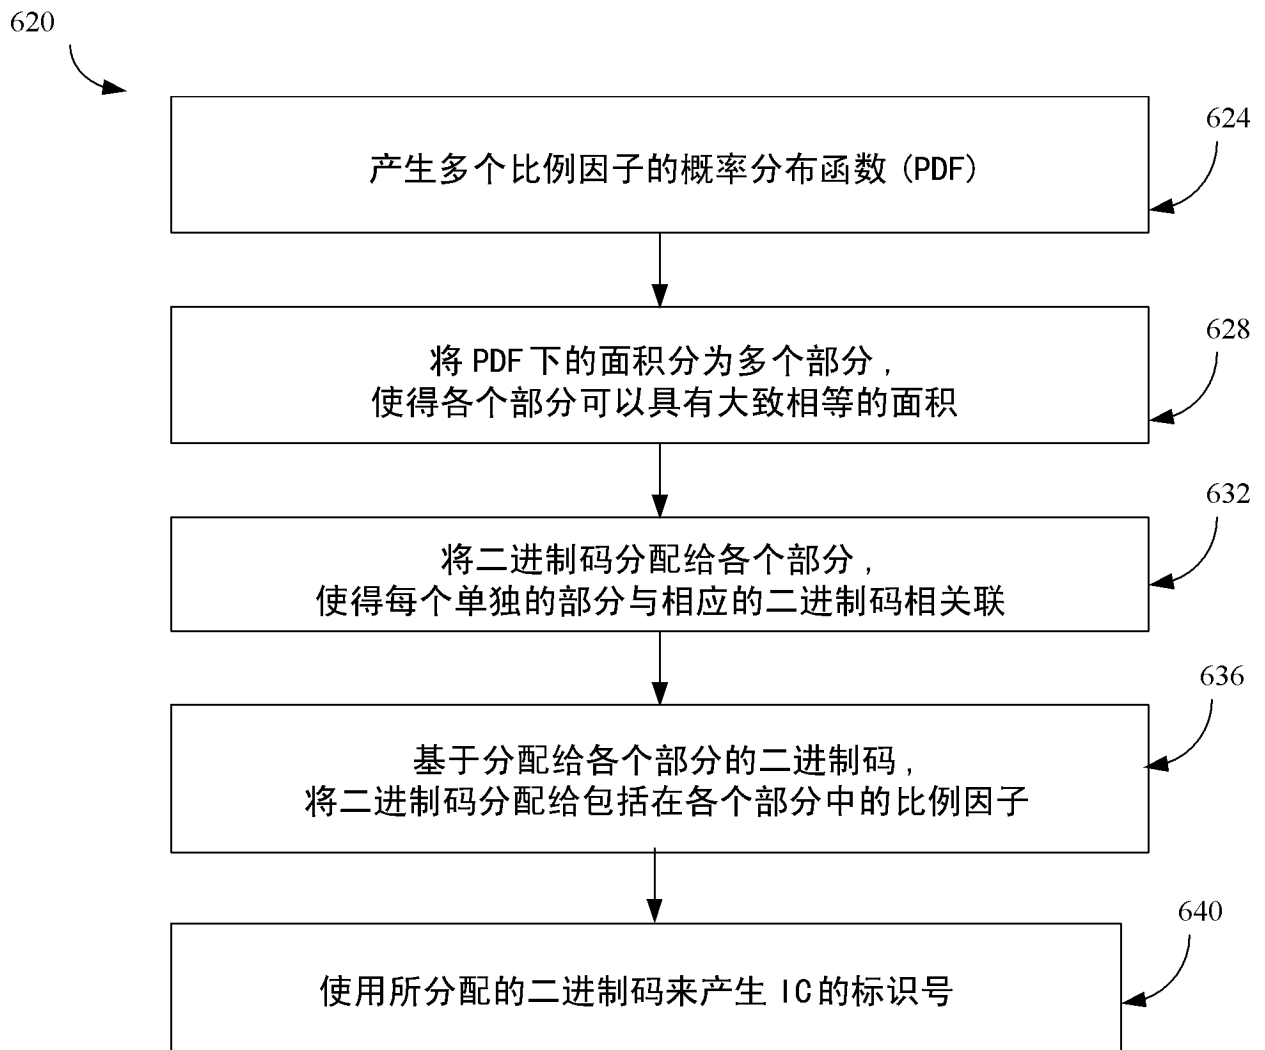 620
624
产生多个比例因子的概率分布函数 (PDF)
628
将 PDF 下的面积分为多个部分,
使得各个部分可以具有大致相等的面积
632
将二进制码分配给各个部分,
使得每个单独的部分与相应的二进制码相关联
636
基于分配给各个部分的二进制码,
将二进制码分配给包括在各个部分中的比例因子
640
使用所分配的二进制码来产生 IC 的标识号